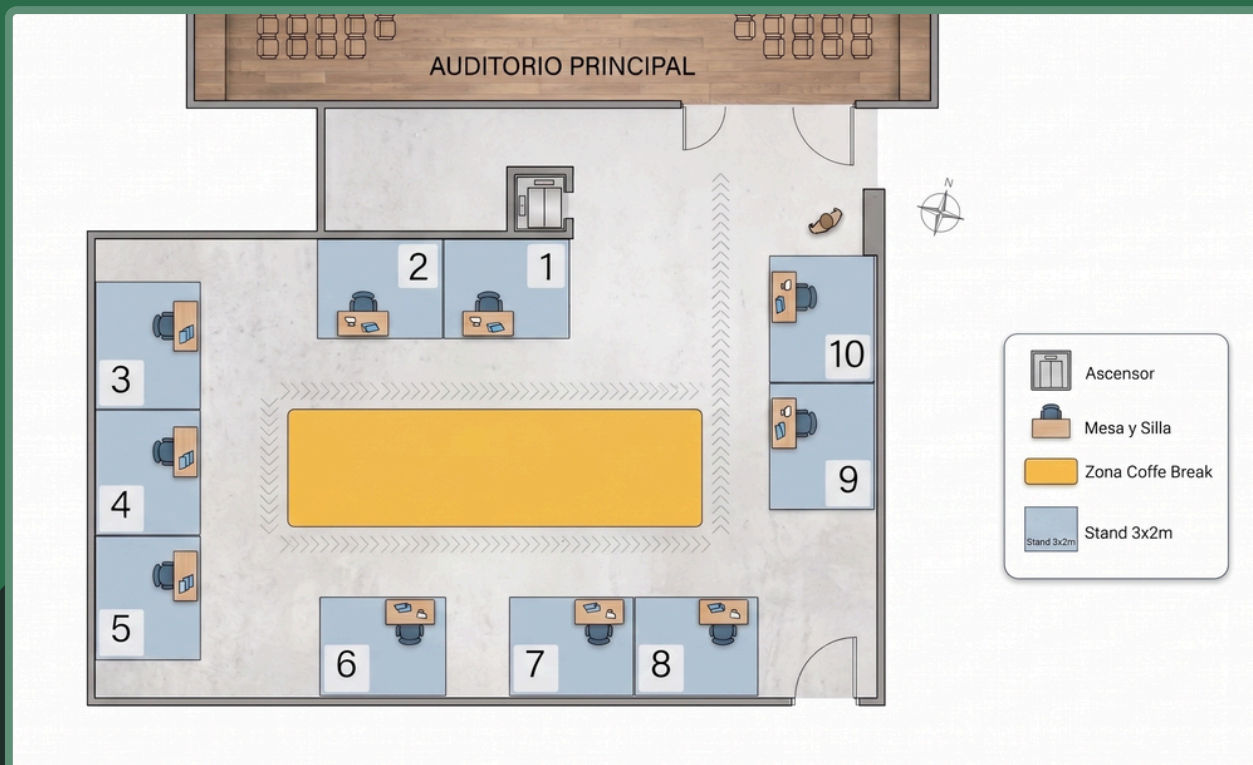 AUDITORIO PRINCIPAL
N
2
1
3
10
4
9
5
6
7
8
Ascensor
Mesa y Silla
Zona Coffe Break
Stand 3x2m
Stand 3x2m